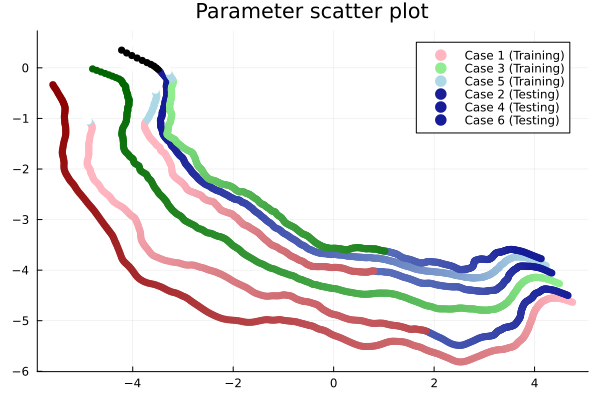 Parameter scatter plot
Case 1 (Training)
Case 3 (Training)
Case 5 (Training)
Case 2 (Testing)
Case 4 (Testing)
Case 6 (Testing)
0
−1
−2
−3
−4
−5
−6
−4 −2 0 2 4